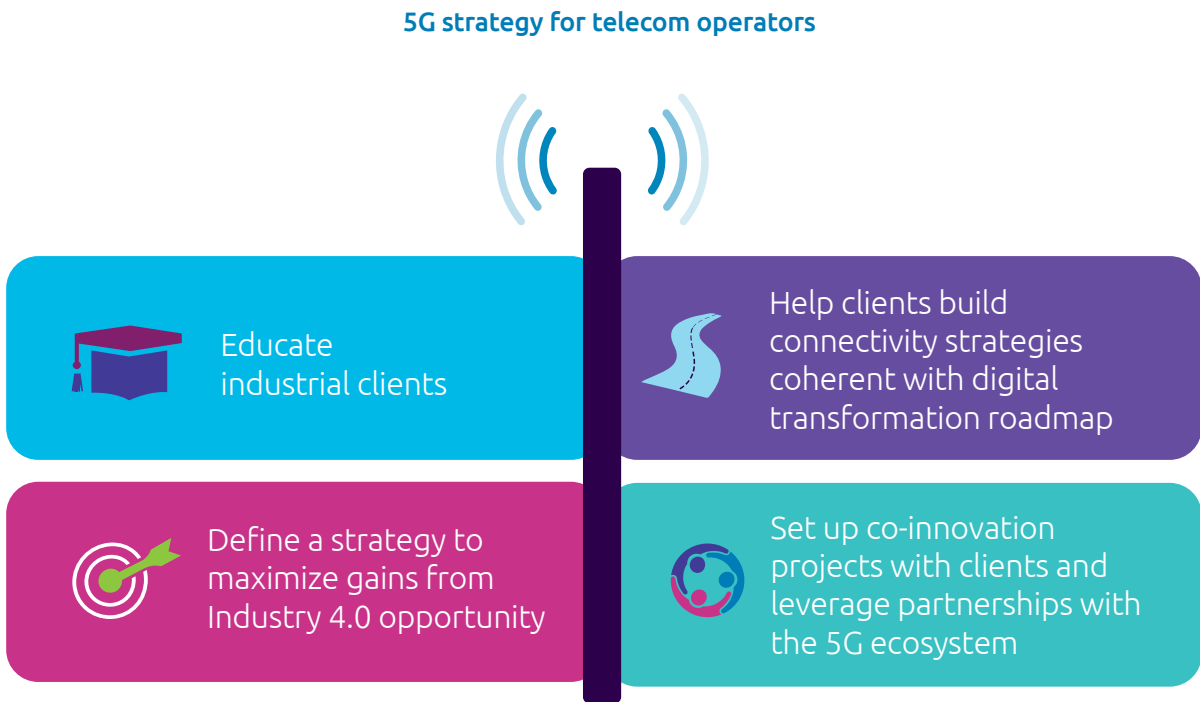 5G strategy for telecom operators
Educate
industrial clients
Help clients build
connectivity strategies
coherent with digital
transformation roadmap
Define a strategy to
maximize gains from
Industry 4.0 opportunity
Set up co-innovation
projects with clients and
leverage partnerships with
the 5G ecosystem